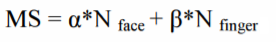 MS = α*N face + β*N finger